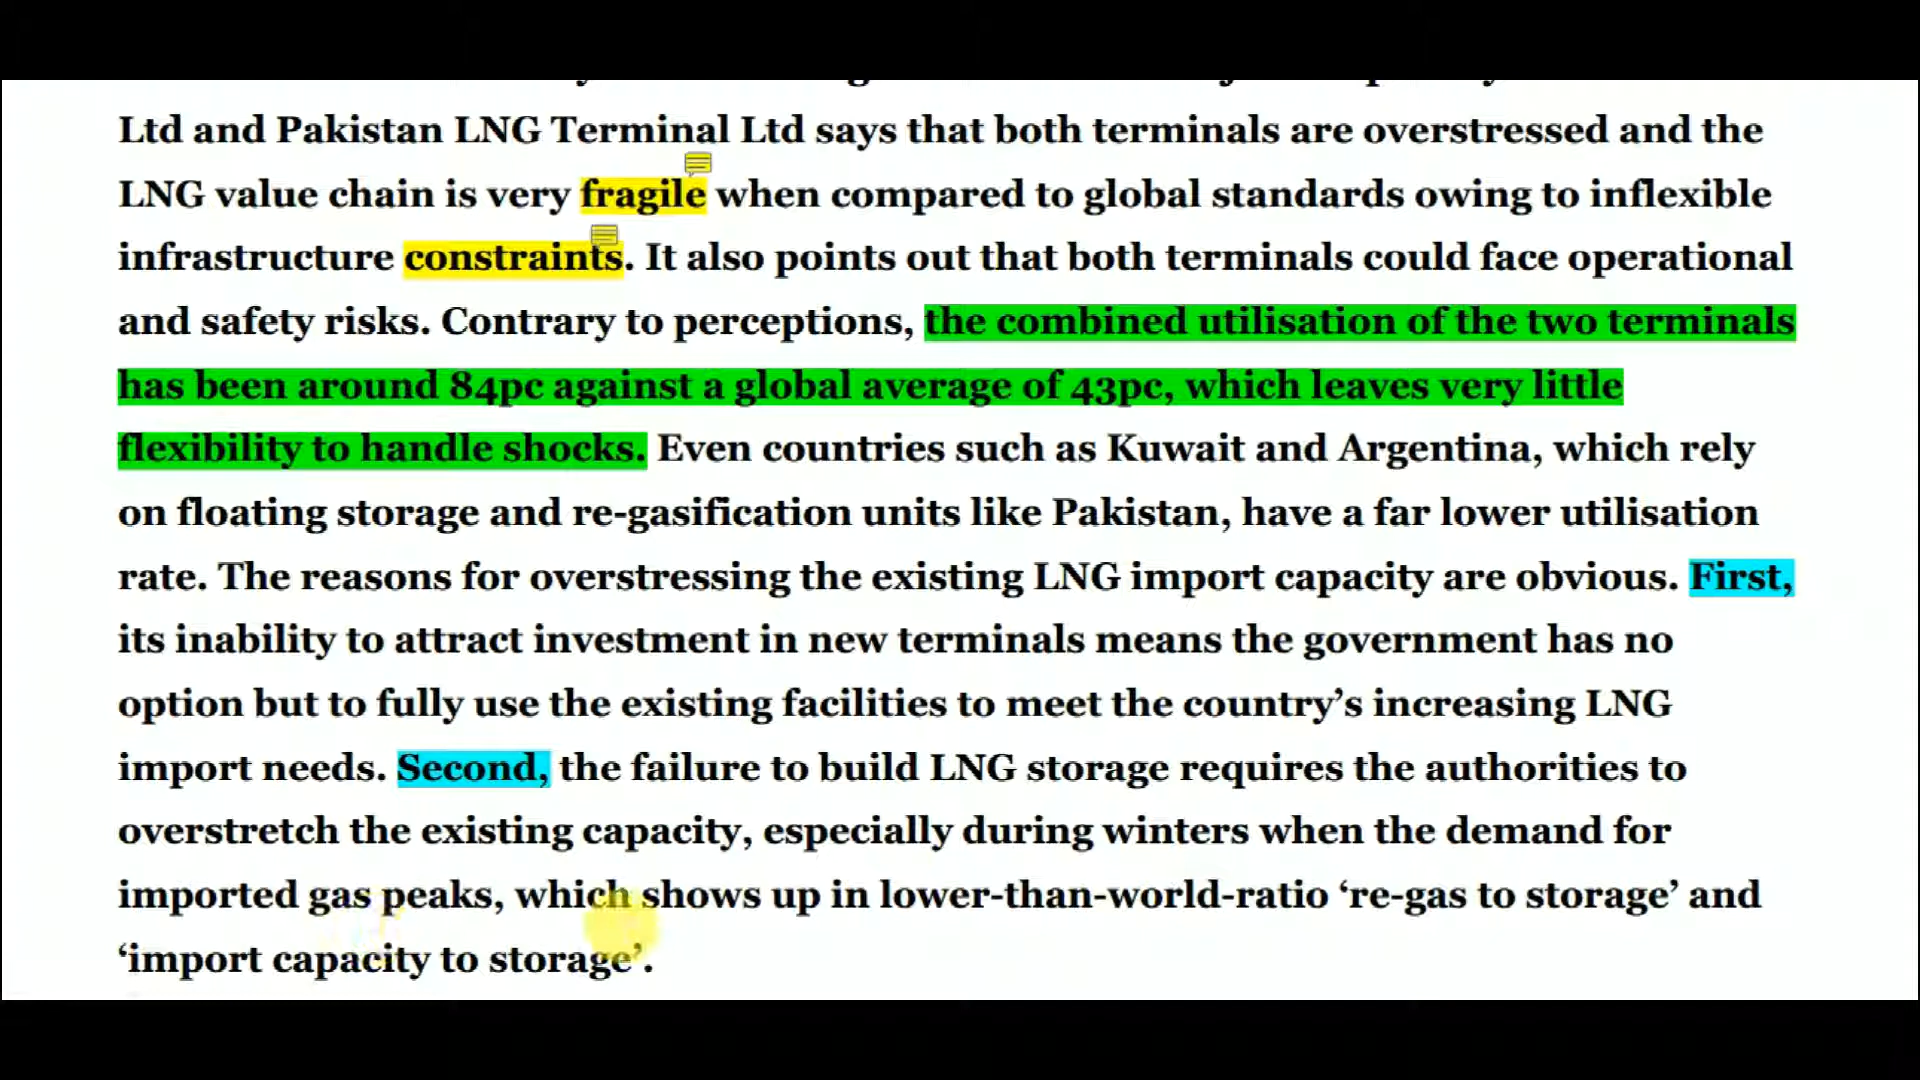 Ltd and Pakistan LNG Terminal Ltd says that both terminals are overstressed and the
LNG value chain is very fragile when compared to global standards owing to inflexible
infrastructure constraints. It also points out that both terminals could face operational
and safety risks. Contrary to perceptions, the combined utilisation of the two terminals
has been around 84pc against a global average of 43pc, which leaves very little
flexibility to handle shocks. Even countries such as Kuwait and Argentina, which rely
on floating storage and re-gasification units like Pakistan, have a far lower utilisation
rate. The reasons for overstressing the existing LNG import capacity are obvious. First,
its inability to attract investment in new terminals means the government has no
option but to fully use the existing facilities to meet the country’s increasing LNG
import needs. Second, the failure to build LNG storage requires the authorities to
overstretch the existing capacity, especially during winters when the demand for
imported gas peaks, which shows up in lower-than-world-ratio ‘re-gas to storage’ and
‘import capacity to storage’.